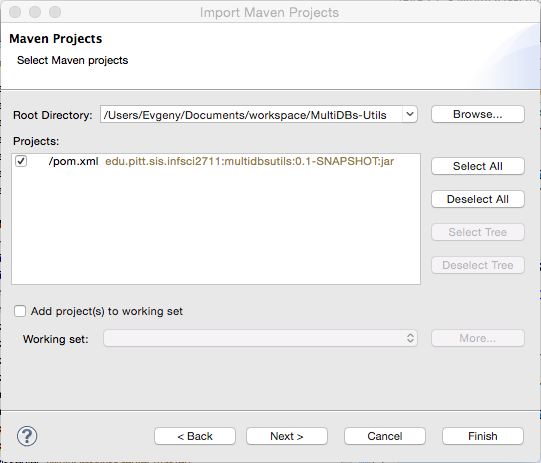 Import Maven Projects
Maven Projects
Select Maven projects
Root Directory: /Users/Evgeny/Documents/workspace/MultiDBs-Utils Browse...
Projects:
/pom.xml edu.pitt.sis.infsci2711:multidbsutils:0.1-SNAPSHOT:jar
Select All
Deselect All
Select Tree
Deselect Tree
Add project(s) to working set
Working set: More...
? < Back Next > Cancel Finish